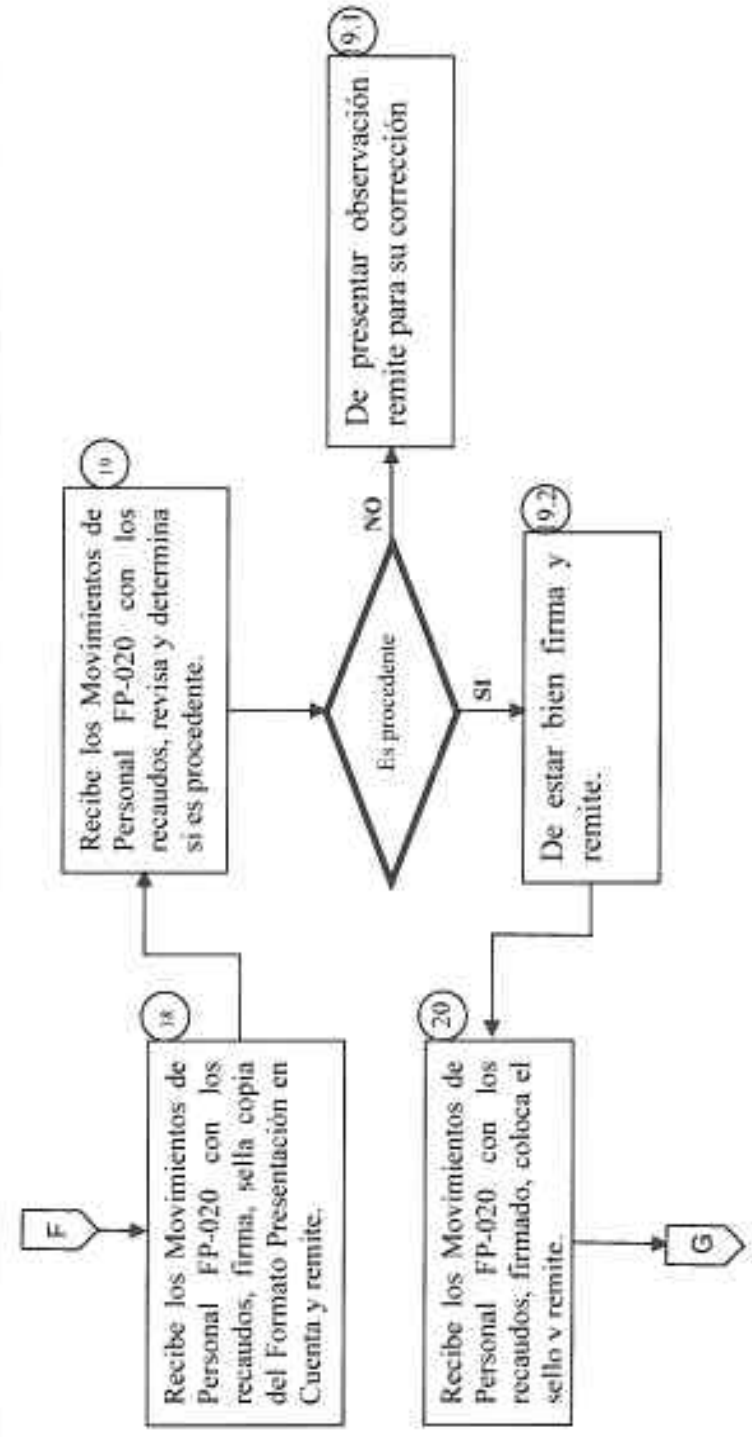 F
18
Recibe los Movimientos de
Personal FP-020 con los
recaudos, firma, sella copia
del Formato Presentación en
Cuenta y remite.
19
Recibe los Movimientos de
Personal FP-020 con los
recaudos, revisa y determina
si es procedente.
Es procedente
NO
9.1
De presentar observación
remite para su corrección
SI
9.2
De estar bien firma y
remite.
20
Recibe los Movimientos de
Personal FP-020 con los
recaudos, firmado, coloca el
sello y remite.
G